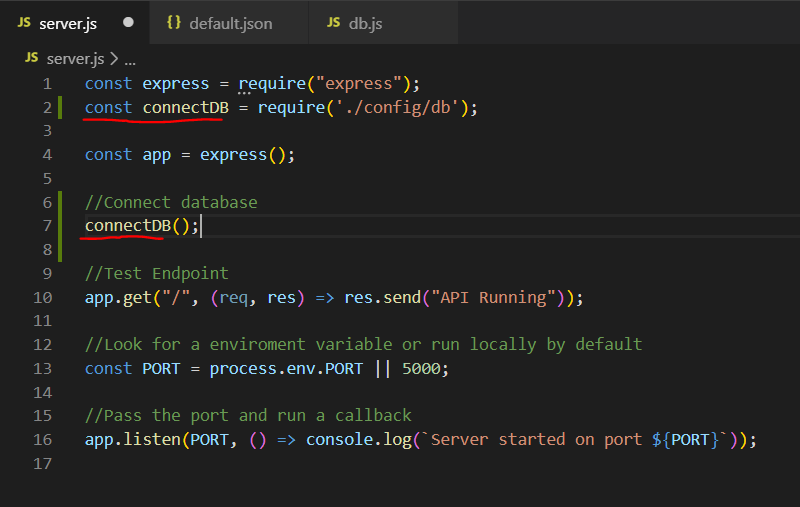 JS server.js ● {} default.json JS db.js
JS server.js > ...
1 const express = require("express");
2 const connectDB = require('./config/db');
3
4 const app = express();
5
6 //Connect database
7 connectDB();
8
9 //Test Endpoint
10 app.get("/", (req, res) => res.send("API Running"));
11
12 //Look for a enviroment variable or run locally by default
13 const PORT = process.env.PORT || 5000;
14
15 //Pass the port and run a callback
16 app.listen(PORT, () => console.log(`Server started on port ${PORT}`));
17